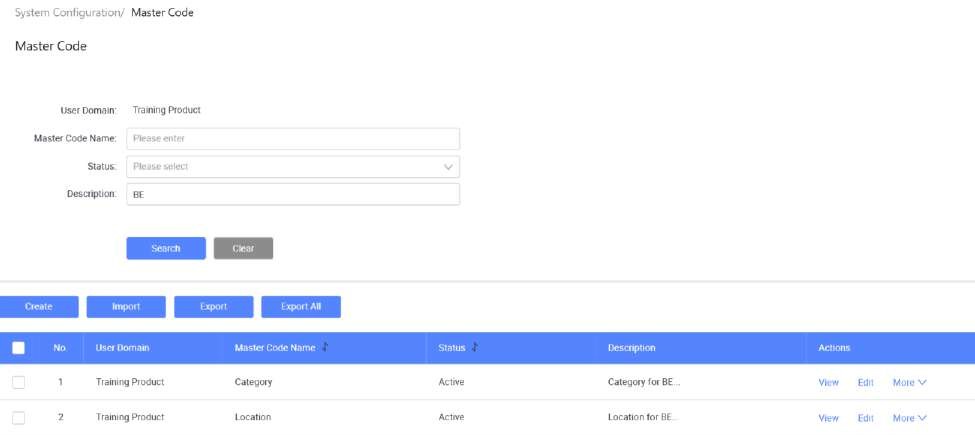 System Configuration/ Master Code
Master Code
User Domain: Training Product
Master Code Name: Please enter
Status: Please select
Description: BE
Search Clear
Create Import Export Export All
No. User Domain Master Code Name Status Description Actions
1 Training Product Category Active Category for BE... View Edit More
2 Training Product Location Active Location for BE... View Edit More